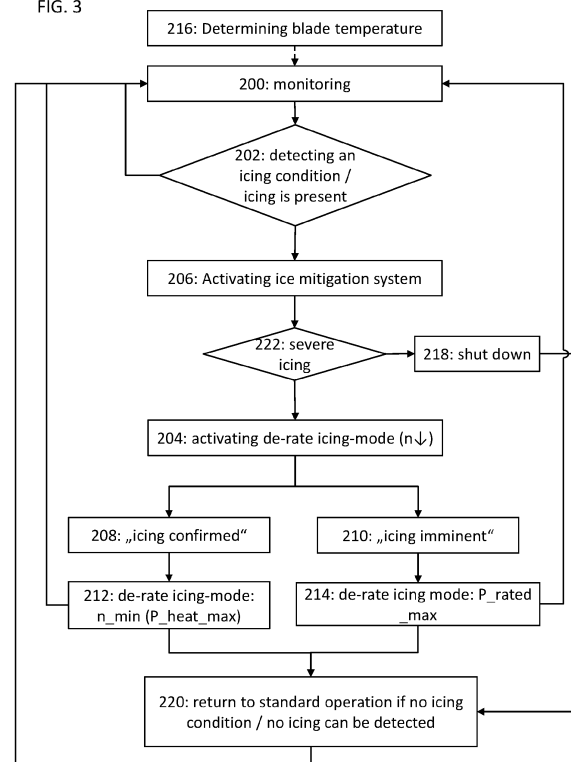 FIG. 3
216: Determining blade temperature
200: monitoring
202: detecting an
icing condition /
icing is present
206: Activating ice mitigation system
222: severe
icing
218: shut down
204: activating de-rate icing-mode (n↓)
208: „icing confirmed“
210: „icing imminent“
212: de-rate icing-mode:
n_min (P_heat_max)
214: de-rate icing mode: P_rated
_max
220: return to standard operation if no icing
condition / no icing can be detected